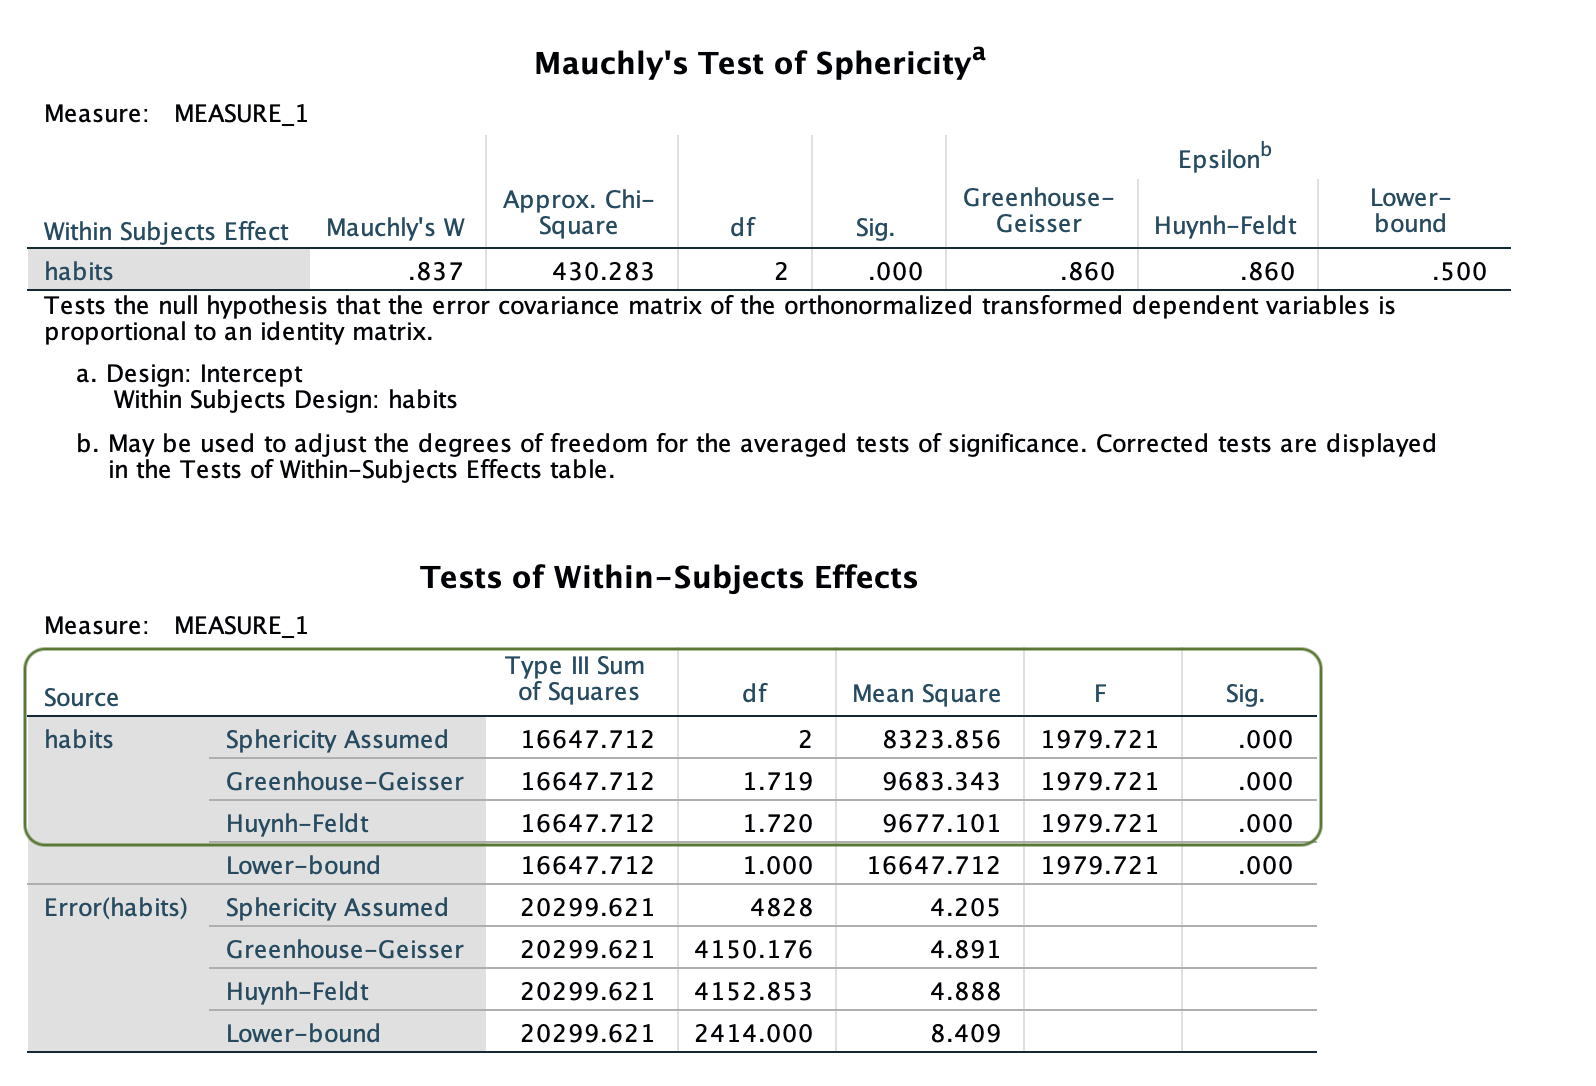 Mauchly's Test of Sphericityᵃ
Measure: MEASURE_1
Within Subjects Effect Mauchly's W Approx. Chi-Square df Sig. Epsilonᵇ Greenhouse-Geisser Huynh-Feldt Lower-bound
habits .837 430.283 2 .000 .860 .860 .500
Tests the null hypothesis that the error covariance matrix of the orthonormalized transformed dependent variables is
proportional to an identity matrix.
a. Design: Intercept
Within Subjects Design: habits
b. May be used to adjust the degrees of freedom for the averaged tests of significance. Corrected tests are displayed
in the Tests of Within-Subjects Effects table.
Tests of Within-Subjects Effects
Measure: MEASURE_1
Source Type III Sum of Squares df Mean Square F Sig.
habits Sphericity Assumed 16647.712 2 8323.856 1979.721 .000
Greenhouse-Geisser 16647.712 1.719 9683.343 1979.721 .000
Huynh-Feldt 16647.712 1.720 9677.101 1979.721 .000
Lower-bound 16647.712 1.000 16647.712 1979.721 .000
Error(habits) Sphericity Assumed 20299.621 4828 4.205
Greenhouse-Geisser 20299.621 4150.176 4.891
Huynh-Feldt 20299.621 4152.853 4.888
Lower-bound 20299.621 2414.000 8.409